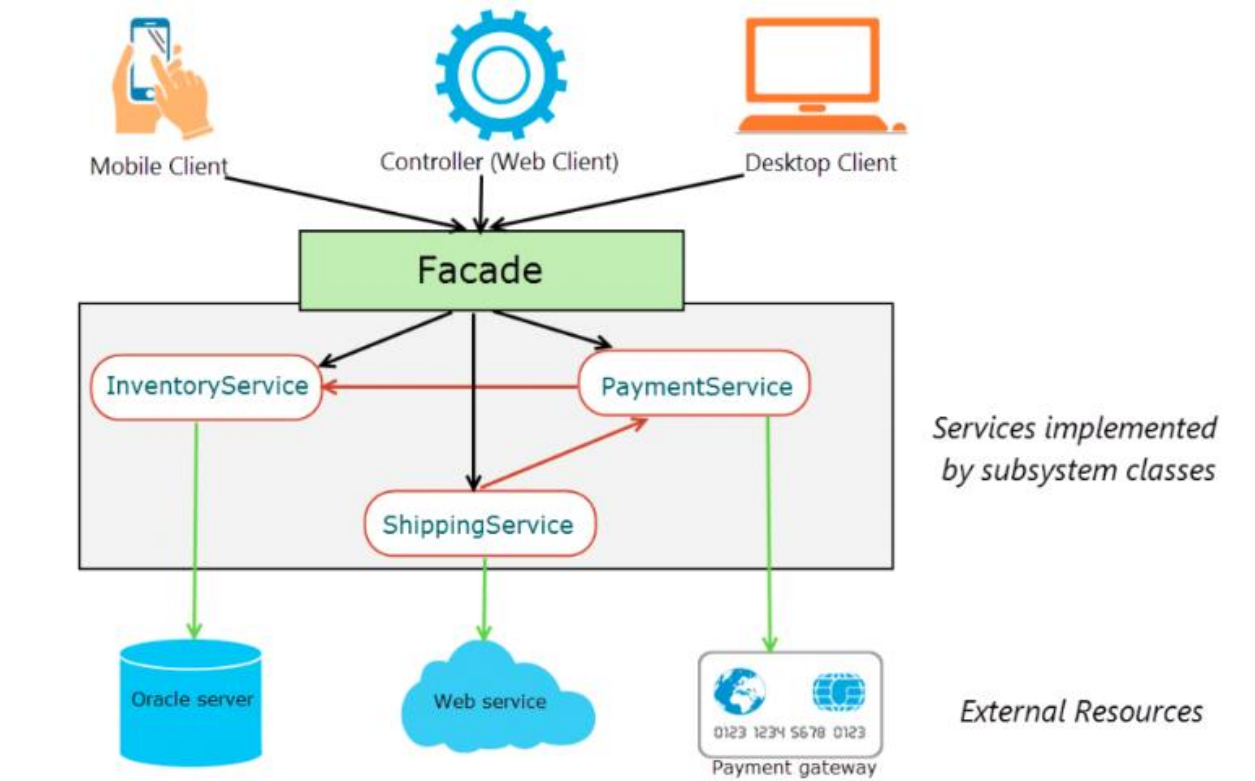 Mobile Client
Controller (Web Client)
Desktop Client
Facade
InventoryService
PaymentService
ShippingService
Services implemented
by subsystem classes
Oracle server
Web service
0123 1234 5678 0123
Payment gateway
External Resources